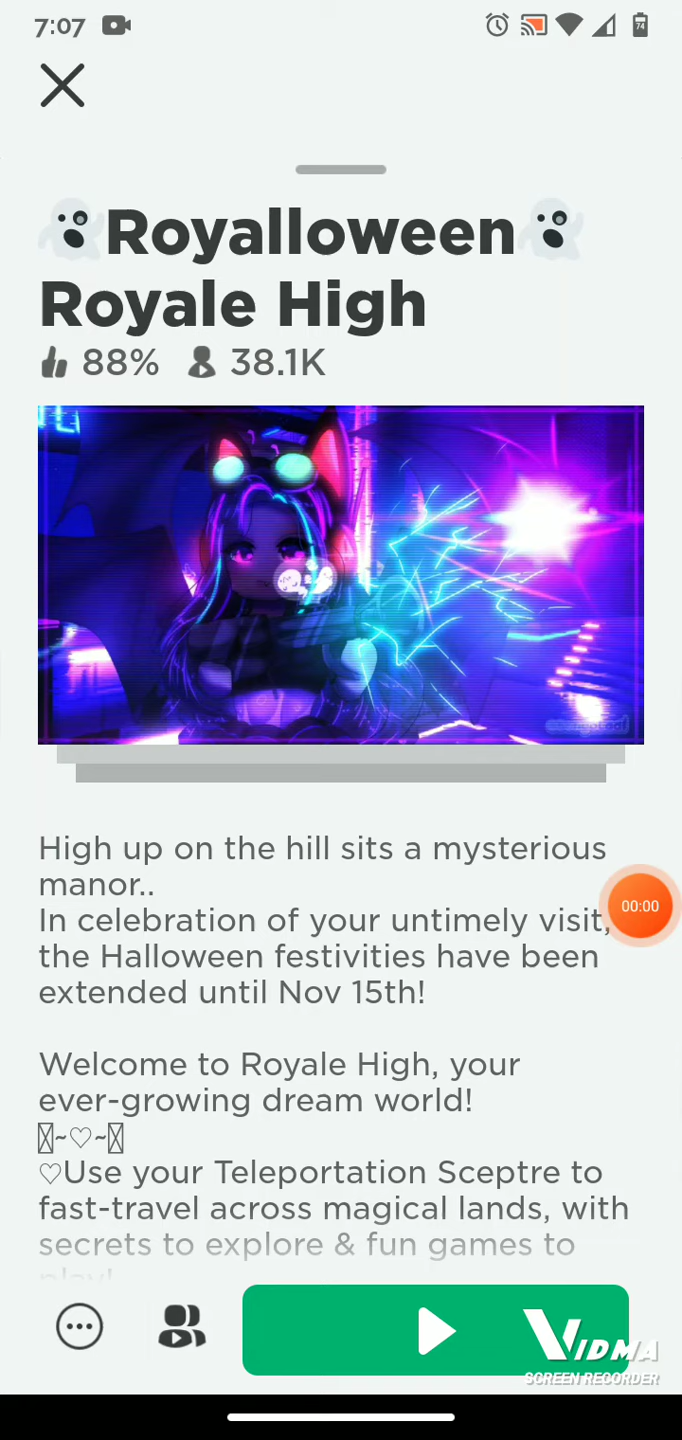 7:07
74
👻Royalloween👻
Royale High
88% 38.1K
High up on the hill sits a mysterious
manor..
In celebration of your untimely visit,
00:00
the Halloween festivities have been
extended until Nov 15th!
Welcome to Royale High, your
ever-growing dream world!
~♡~
♡Use your Teleportation Sceptre to
fast-travel across magical lands, with
secrets to explore & fun games to
play!
VIDMA
SCREEN RECORDER